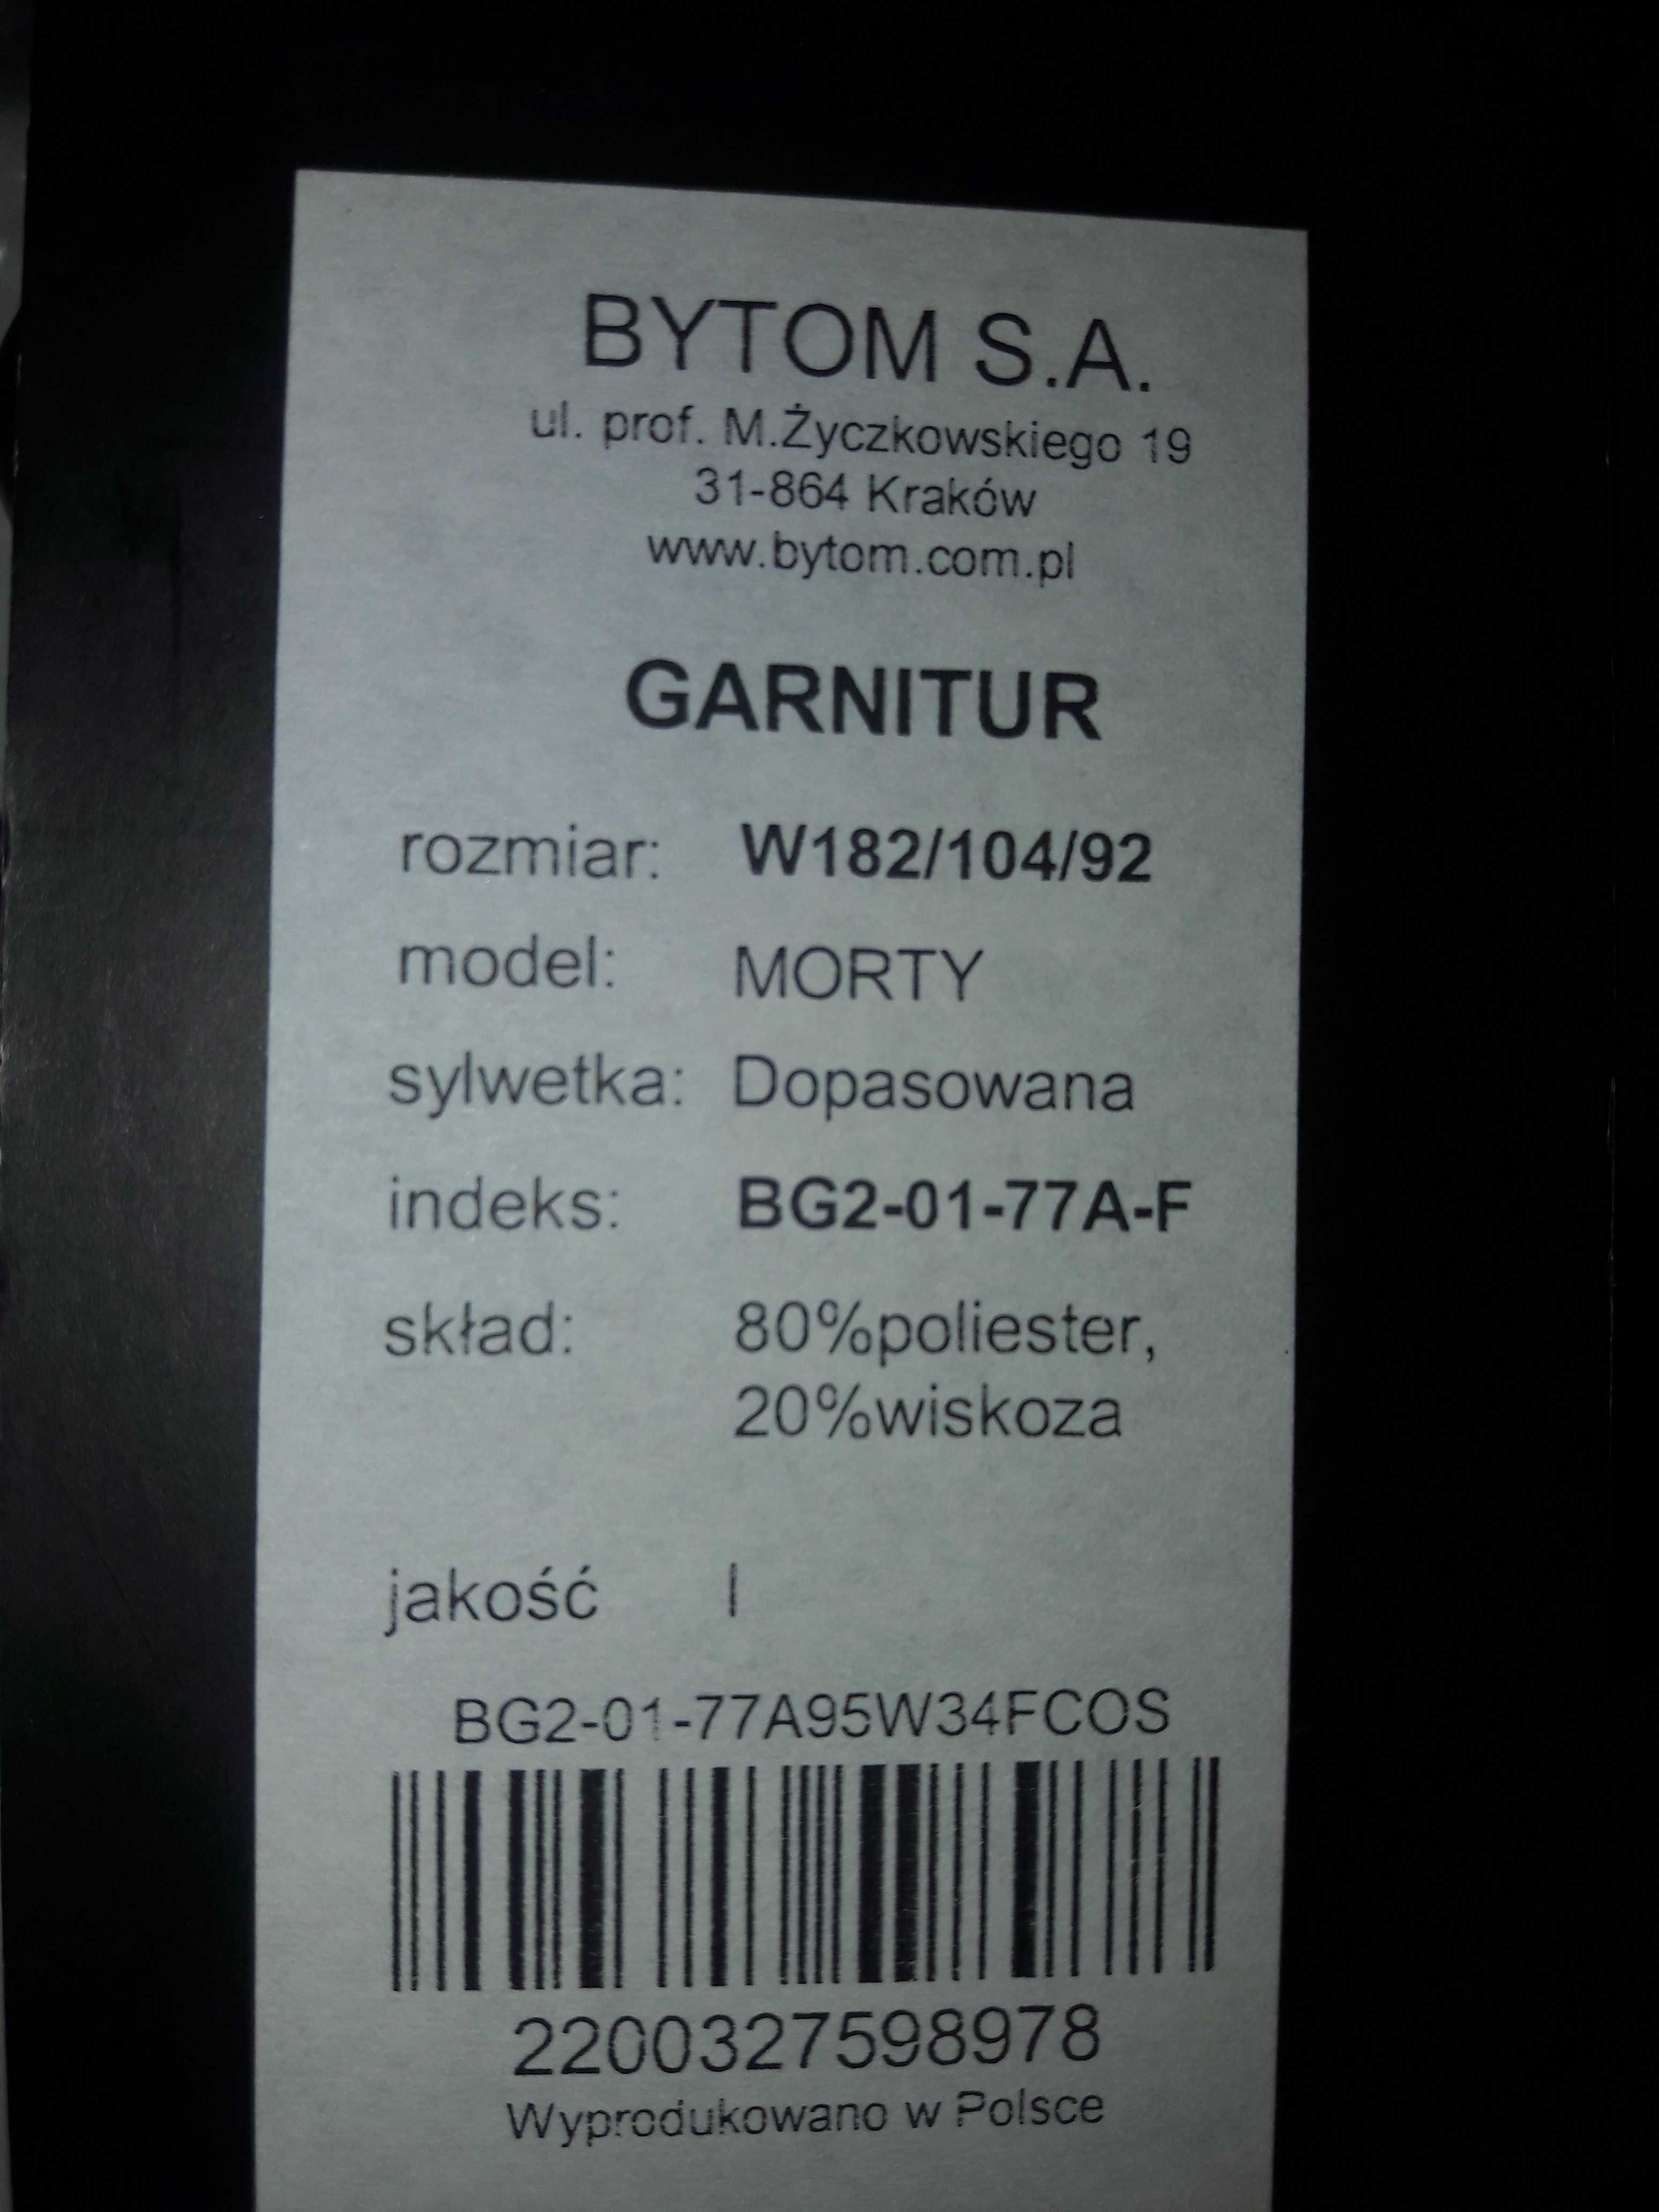 BYTOM S.A.
ul. prof. M.Życzkowskiego 19
31-864 Kraków
www.bytom.com.pl
GARNITUR
rozmiar: W182/104/92
model: MORTY
sylwetka: Dopasowana
indeks: BG2-01-77A-F
skład: 80%poliester,
20%wiskoza
jakość I
BG2-01-77A95W34FCOS
2200327598978
Wyprodukowano w Polsce